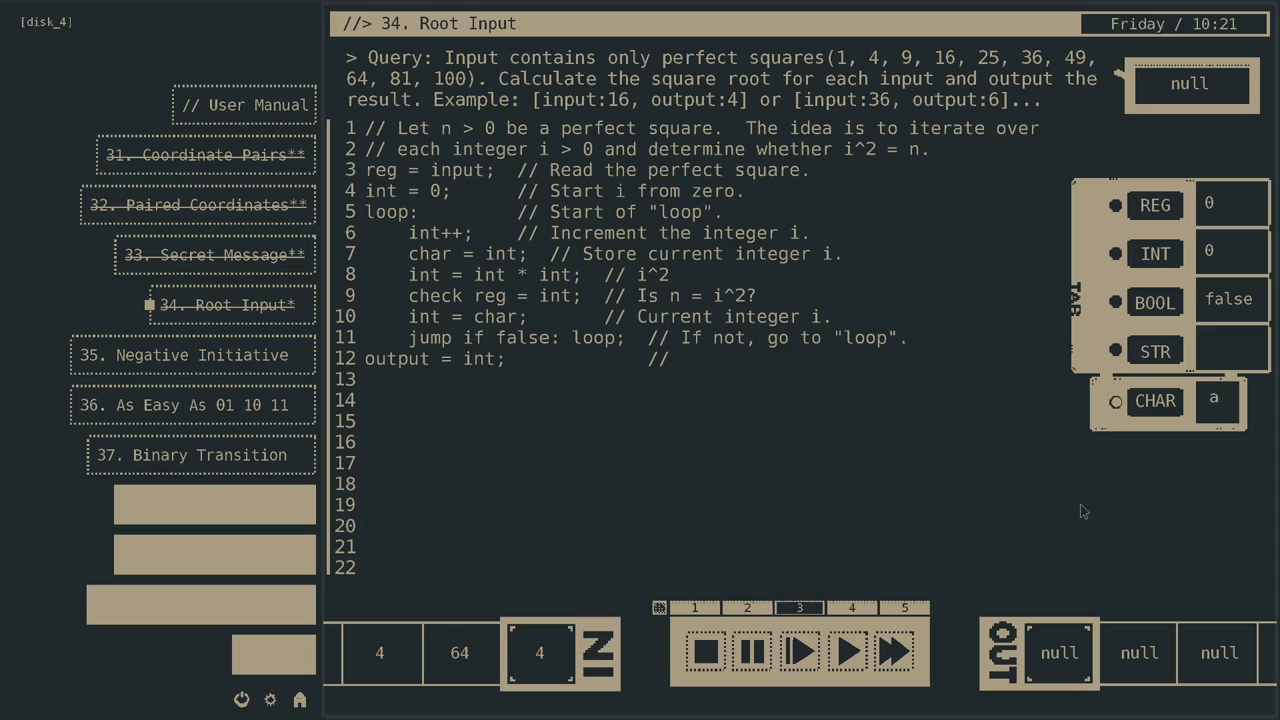 [disk_4]
//> 34. Root Input
Friday / 10:21
> Query: Input contains only perfect squares(1, 4, 9, 16, 25, 36, 49,
64, 81, 100). Calculate the square root for each input and output the
result. Example: [input:16, output:4] or [input:36, output:6]...
null
// User Manual
31. Coordinate Pairs**
32. Paired Coordinates**
33. Secret Message**
34. Root Input*
35. Negative Initiative
36. As Easy As 01 10 11
37. Binary Transition
1 // Let n > 0 be a perfect square.  The idea is to iterate over
2 // each integer i > 0 and determine whether i^2 = n.
3 reg = input;  // Read the perfect square.
4 int = 0;      // Start i from zero.
5 loop:         // Start of "loop".
6     int++;    // Increment the integer i.
7     char = int;  // Store current integer i.
8     int = int * int;  // i^2
9     check reg = int;  // Is n = i^2?
10     int = char;       // Current integer i.
11     jump if false: loop;  // If not, go to "loop".
12 output = int;             //
13
14
15
16
17
18
19
20
21
22
TAB
REG 0
INT 0
BOOL false
STR
CHAR a
1 2 3 4 5
4 64 4 IN
OUT null null null